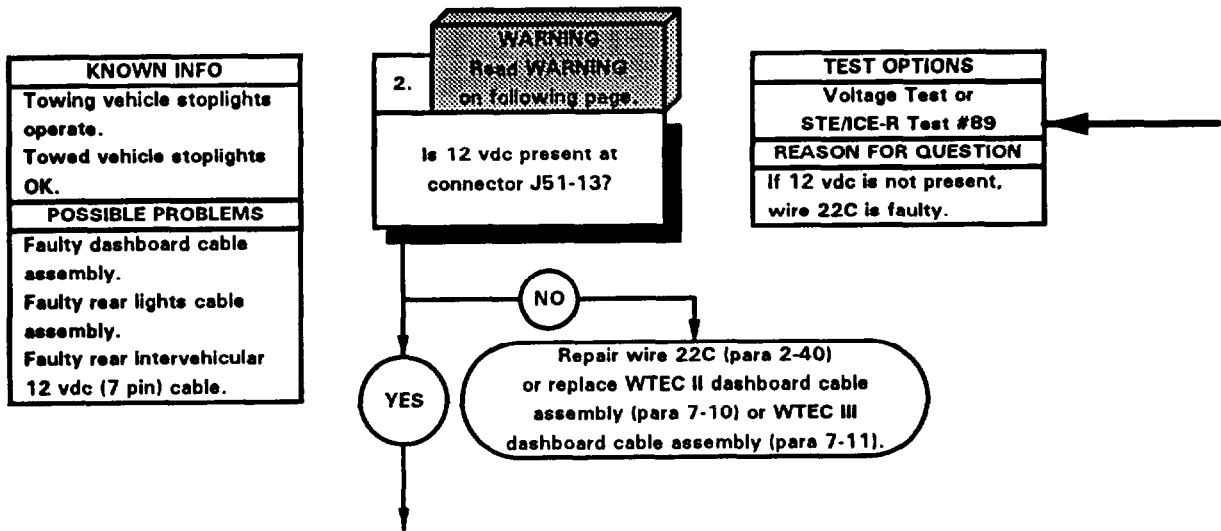 KNOWN INFO
Towing vehicle stoplights
operate.
Towed vehicle stoplights
OK.
POSSIBLE PROBLEMS
Faulty dashboard cable
assembly.
Faulty rear lights cable
assembly.
Faulty rear intervehicular
12 vdc (7 pin) cable.
2.
WARNING
Read WARNING
on following page.
Is 12 vdc present at
connector J51-13?
TEST OPTIONS
Voltage Test or
STE/ICE-R Test #89
REASON FOR QUESTION
If 12 vdc is not present,
wire 22C is faulty.
NO
YES
Repair wire 22C (para 2-40)
or replace WTEC II dashboard cable
assembly (para 7-10) or WTEC III
dashboard cable assembly (para 7-11).